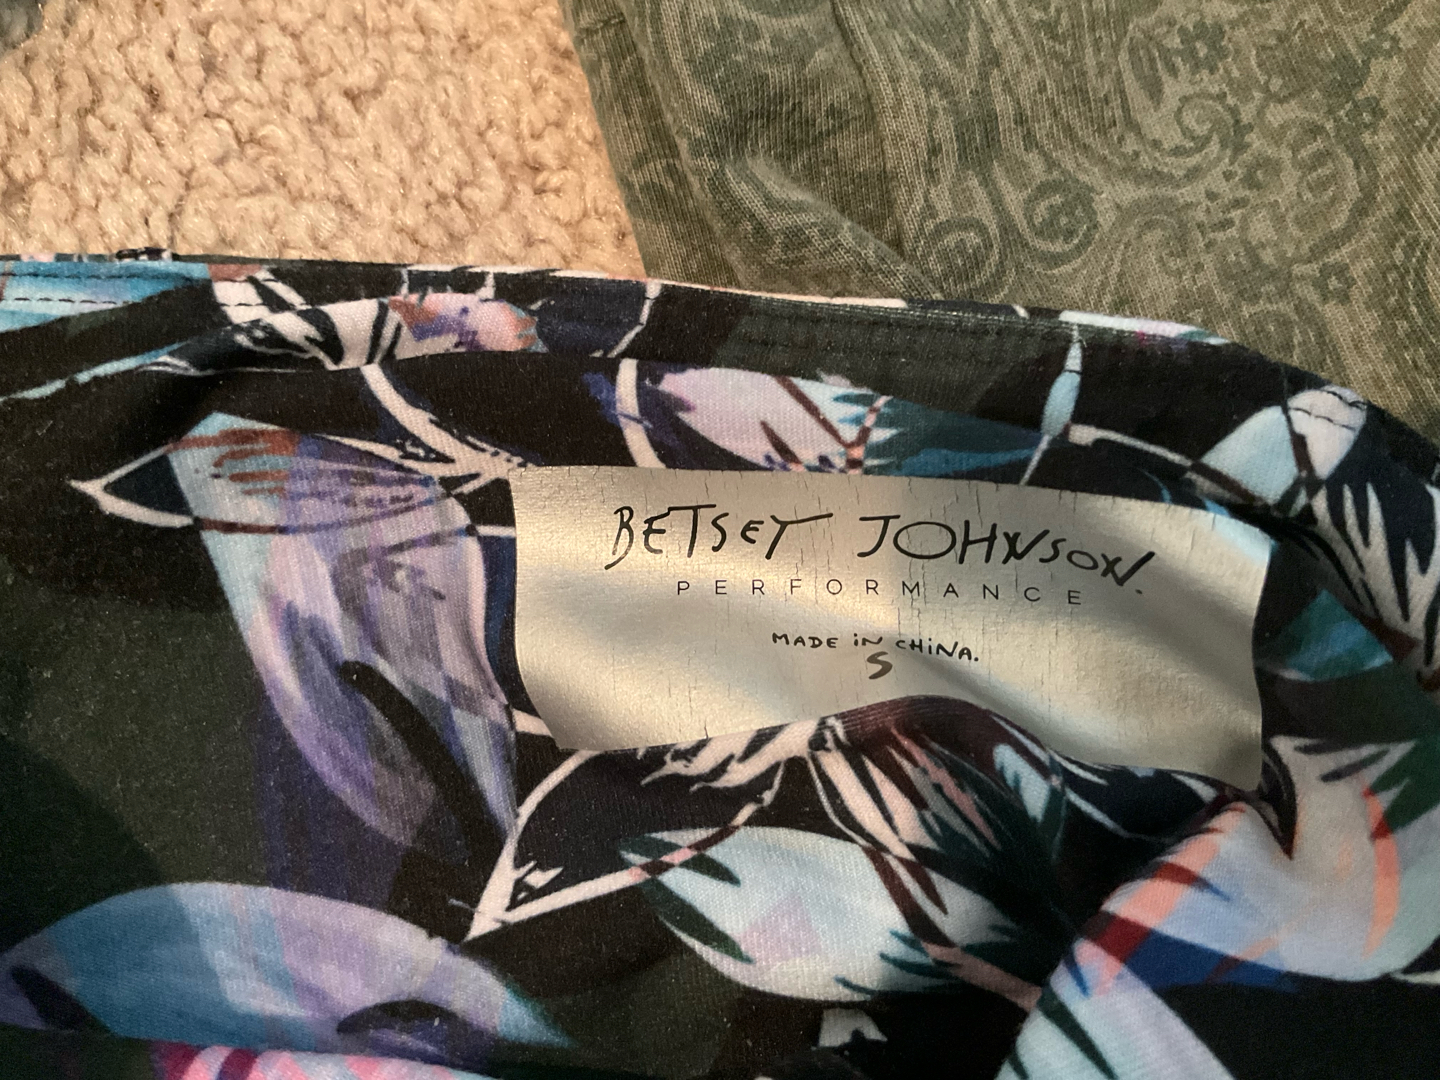 BETSEY JOHNSON.
PERFORMANCE
MADE iN CHiNA.
S